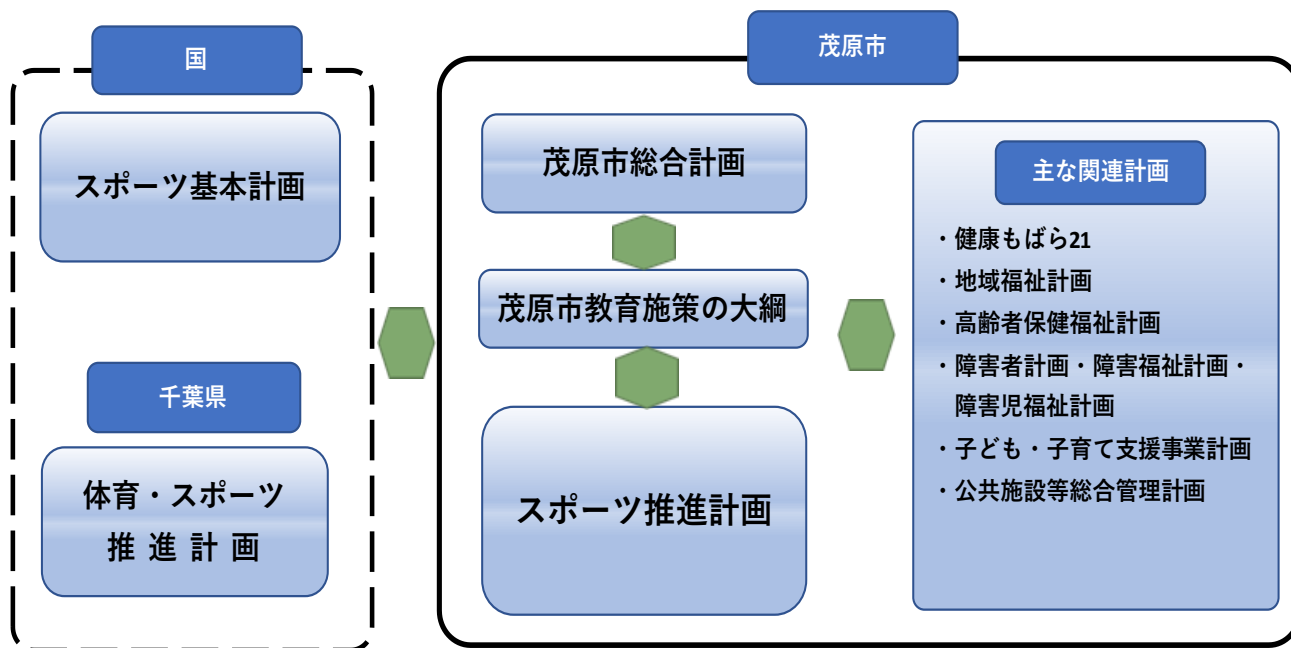 国
スポーツ基本計画
千葉県
体育・スポーツ
推進計画
茂原市
茂原市総合計画
茂原市教育施策の大綱
スポーツ推進計画
主な関連計画
・健康もばら21
・地域福祉計画
・高齢者保健福祉計画
・障害者計画・障害福祉計画・
障害児福祉計画
・子ども・子育て支援事業計画
・公共施設等総合管理計画